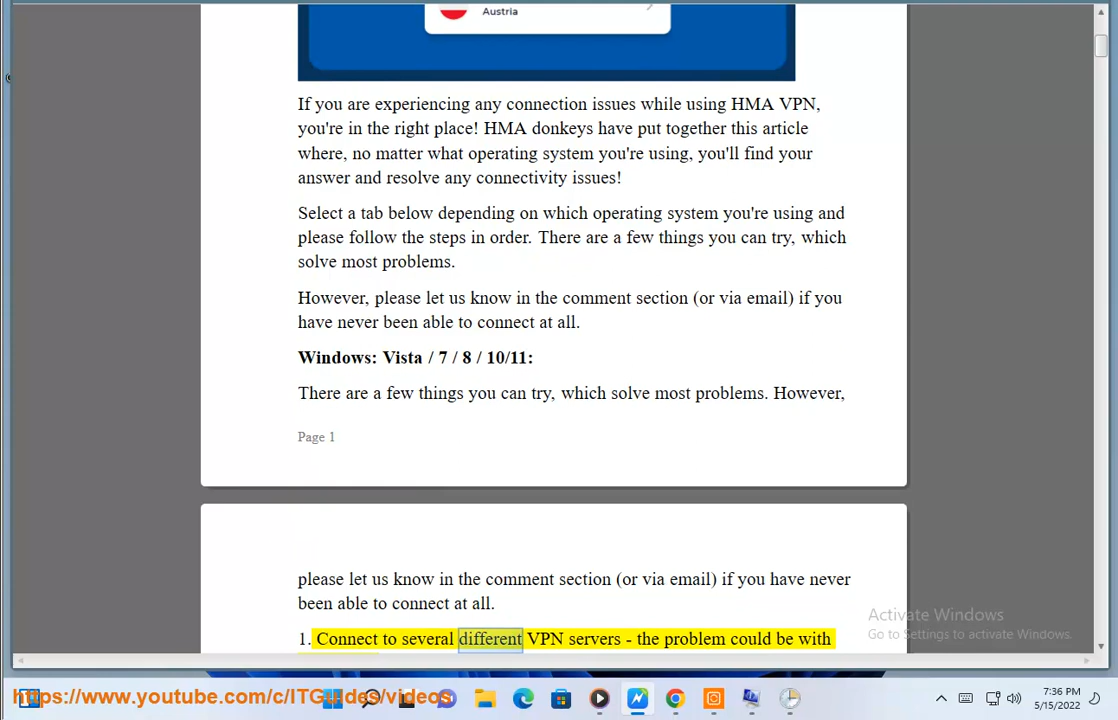 Austria
If you are experiencing any connection issues while using HMA VPN,
you're in the right place! HMA donkeys have put together this article
where, no matter what operating system you're using, you'll find your
answer and resolve any connectivity issues!
Select a tab below depending on which operating system you're using and
please follow the steps in order. There are a few things you can try, which
solve most problems.
However, please let us know in the comment section (or via email) if you
have never been able to connect at all.
Windows: Vista / 7 / 8 / 10/11:
There are a few things you can try, which solve most problems. However,
Page 1
please let us know in the comment section (or via email) if you have never
been able to connect at all.
1. Connect to several different VPN servers - the problem could be with
Activate Windows
Go to Settings to activate Windows.
https://www.youtube.com/c/ITGuides/videos
7:36 PM
5/15/2022